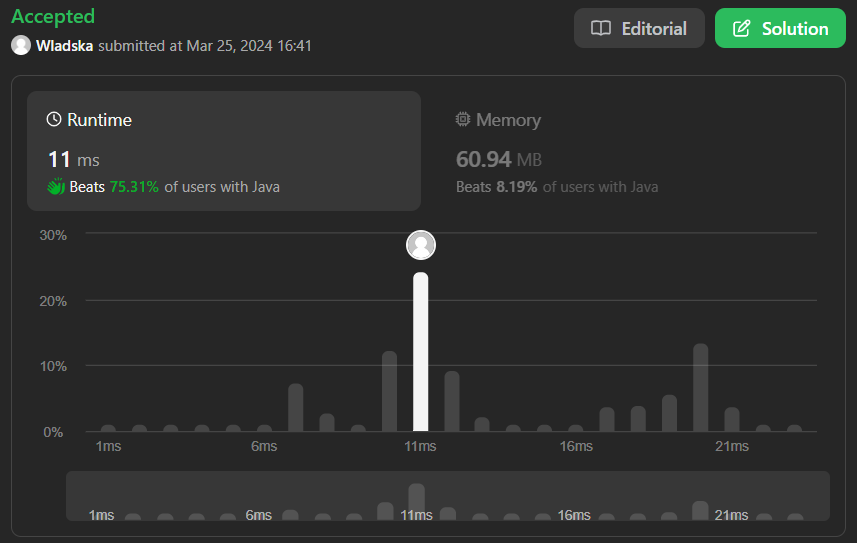 Accepted
Wladska submitted at Mar 25, 2024 16:41
Editorial
Solution
Runtime
11 ms
Beats 75.31% of users with Java
Memory
60.94 MB
Beats 8.19% of users with Java
30%
20%
10%
0%
1ms 6ms 11ms 16ms 21ms
1ms 6ms 11ms 16ms 21ms